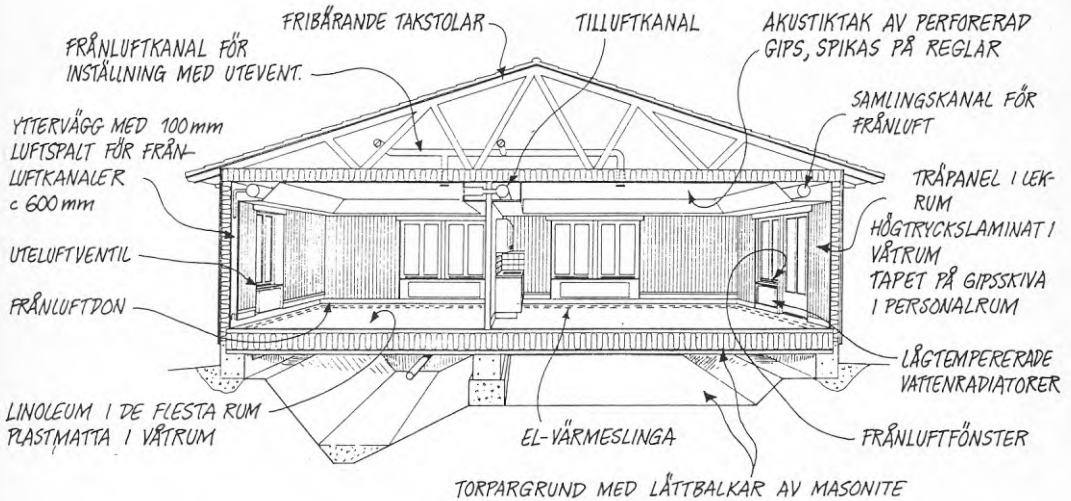 FRIBÄRANDE TAKSTOLAR
TILLUFTKANAL
AKUSTIKTAK AV PERFORERAD
GIPS, SPIKAS PÅ REGLAR
FRÅNLUFTKANAL FÖR
INSTÄLLNING MED UTEVENT.
SAMLINGSKANAL FÖR
FRÅNLUFT
YTTERVÄGG MED 100mm
LUFTSPALT FÖR FRÅN-
LUFTKANALER
c 600mm
TRÄPANEL I LEK-
RUM
HÖGTRYCKSLAMINAT I
VÅTRUM
TAPET PÅ GIPSSKIVA
I PERSONALRUM
UTELUFTVENTIL
FRÅNLUFTDON
LÅGTEMPERERADE
VATTENRADIATORER
LINOLEUM I DE FLESTA RUM
PLASTMATTA I VÅTRUM
EL-VÄRMESLINGA
FRÅNLUFTFÖNSTER
TORPARGRUND MED LÄTTBALKAR AV MASONITE